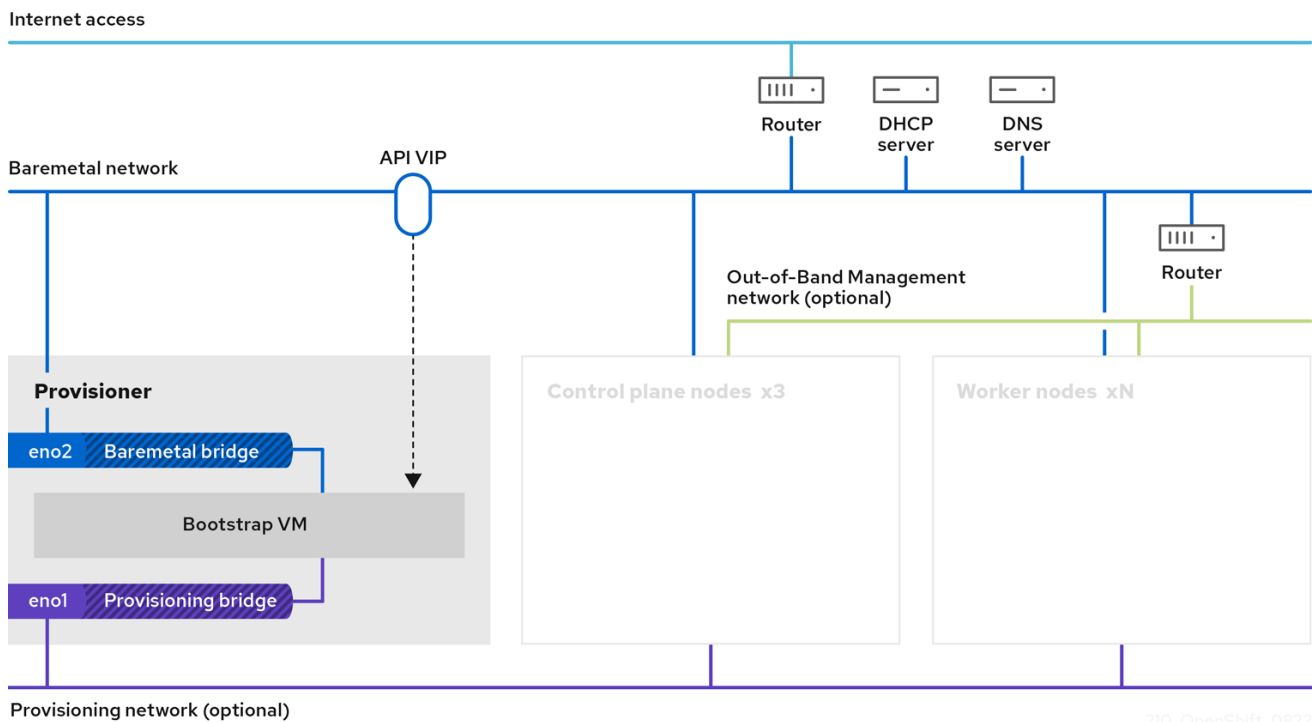 Internet access
Router
DHCP
server
DNS
server
Baremetal network
API VIP
Router
Out-of-Band Management
network (optional)
Provisioner
Control plane nodes x3
Worker nodes xN
eno2
Baremetal bridge
Bootstrap VM
eno1
Provisioning bridge
Provisioning network (optional)